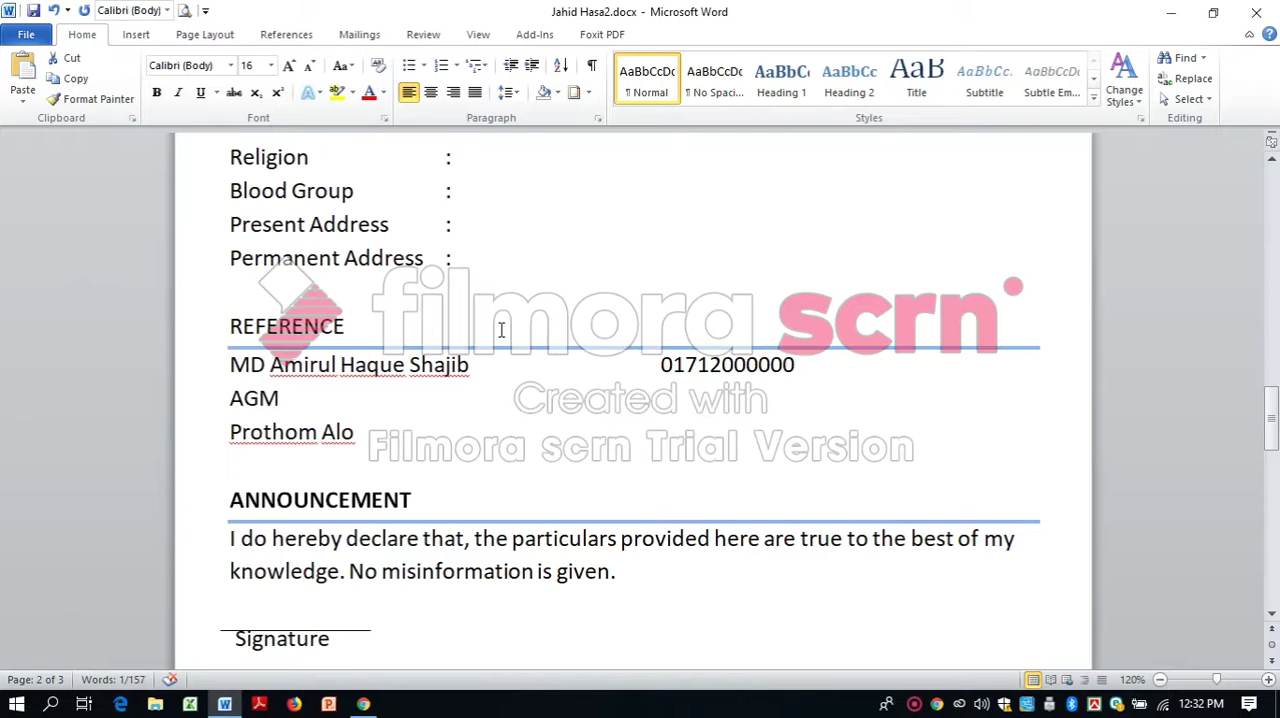 Calibri (Body)
Jahid Hasa2.docx - Microsoft Word
File Home Insert Page Layout References Mailings Review View Add-Ins Foxit PDF
Paste
Cut
Copy
Format Painter
Clipboard
Calibri (Body) 16
Font
Paragraph
AaBbCcDc AaBbCcDc AaBbC AaBbCc AaB AaBbCcD AaBbCcDc
¶ Normal ¶ No Spaci... Heading 1 Heading 2 Title Subtitle Subtle Em...
Styles
Change Styles
Find
Replace
Select
Editing
Religion :
Blood Group :
Present Address :
Permanent Address :
filmora scrn
REFERENCE
MD Amirul Haque Shajib 01712000000
AGM
Created with
Prothom Alo
Filmora scrn Trial Version
ANNOUNCEMENT
I do hereby declare that, the particulars provided here are true to the best of my
knowledge. No misinformation is given.
Signature
Page: 2 of 3 Words: 1/157 120%
12:32 PM